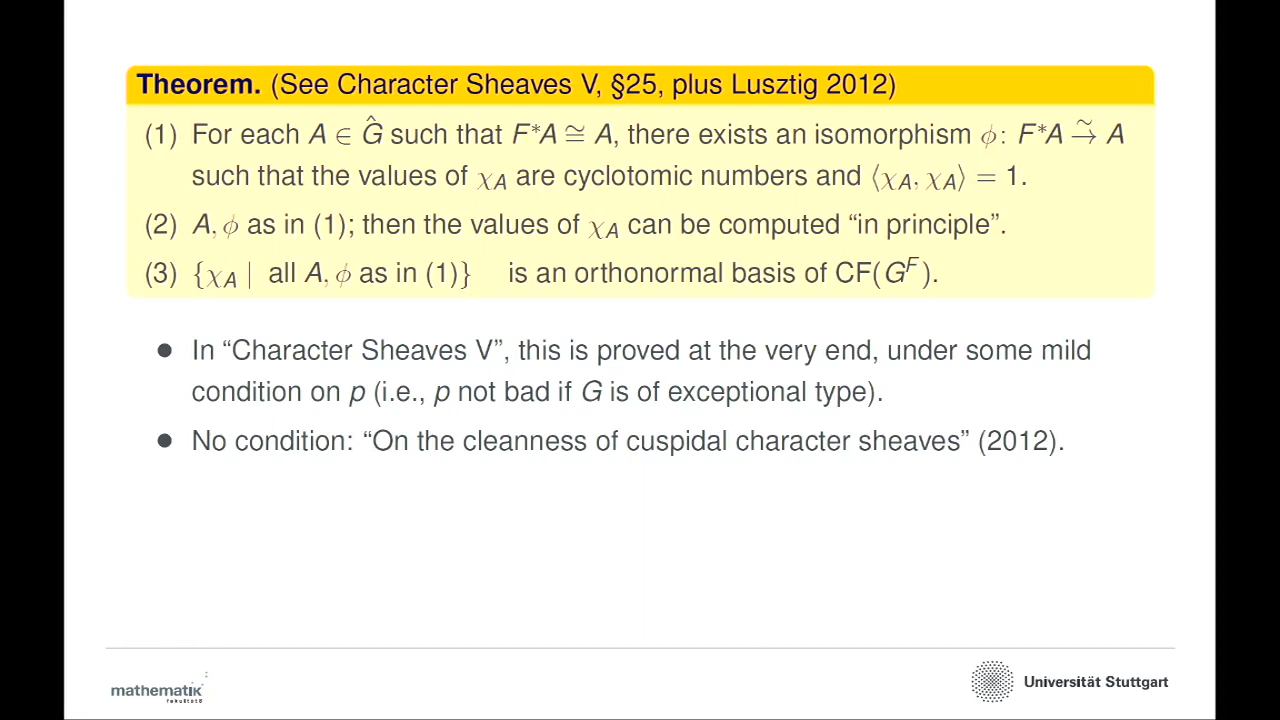 Theorem. (See Character Sheaves V, §25, plus Lusztig 2012)
(1) For each A ∈ Ĝ such that F*A ≅ A, there exists an isomorphism ϕ: F*A →̃ A
such that the values of χ_A are cyclotomic numbers and ⟨χ_A, χ_A⟩ = 1.
(2) A, ϕ as in (1); then the values of χ_A can be computed “in principle”.
(3) {χ_A | all A, ϕ as in (1)} is an orthonormal basis of CF(G^F).
● In “Character Sheaves V”, this is proved at the very end, under some mild
condition on p (i.e., p not bad if G is of exceptional type).
● No condition: “On the cleanness of cuspidal character sheaves” (2012).
mathematik
fakultät
Universität Stuttgart